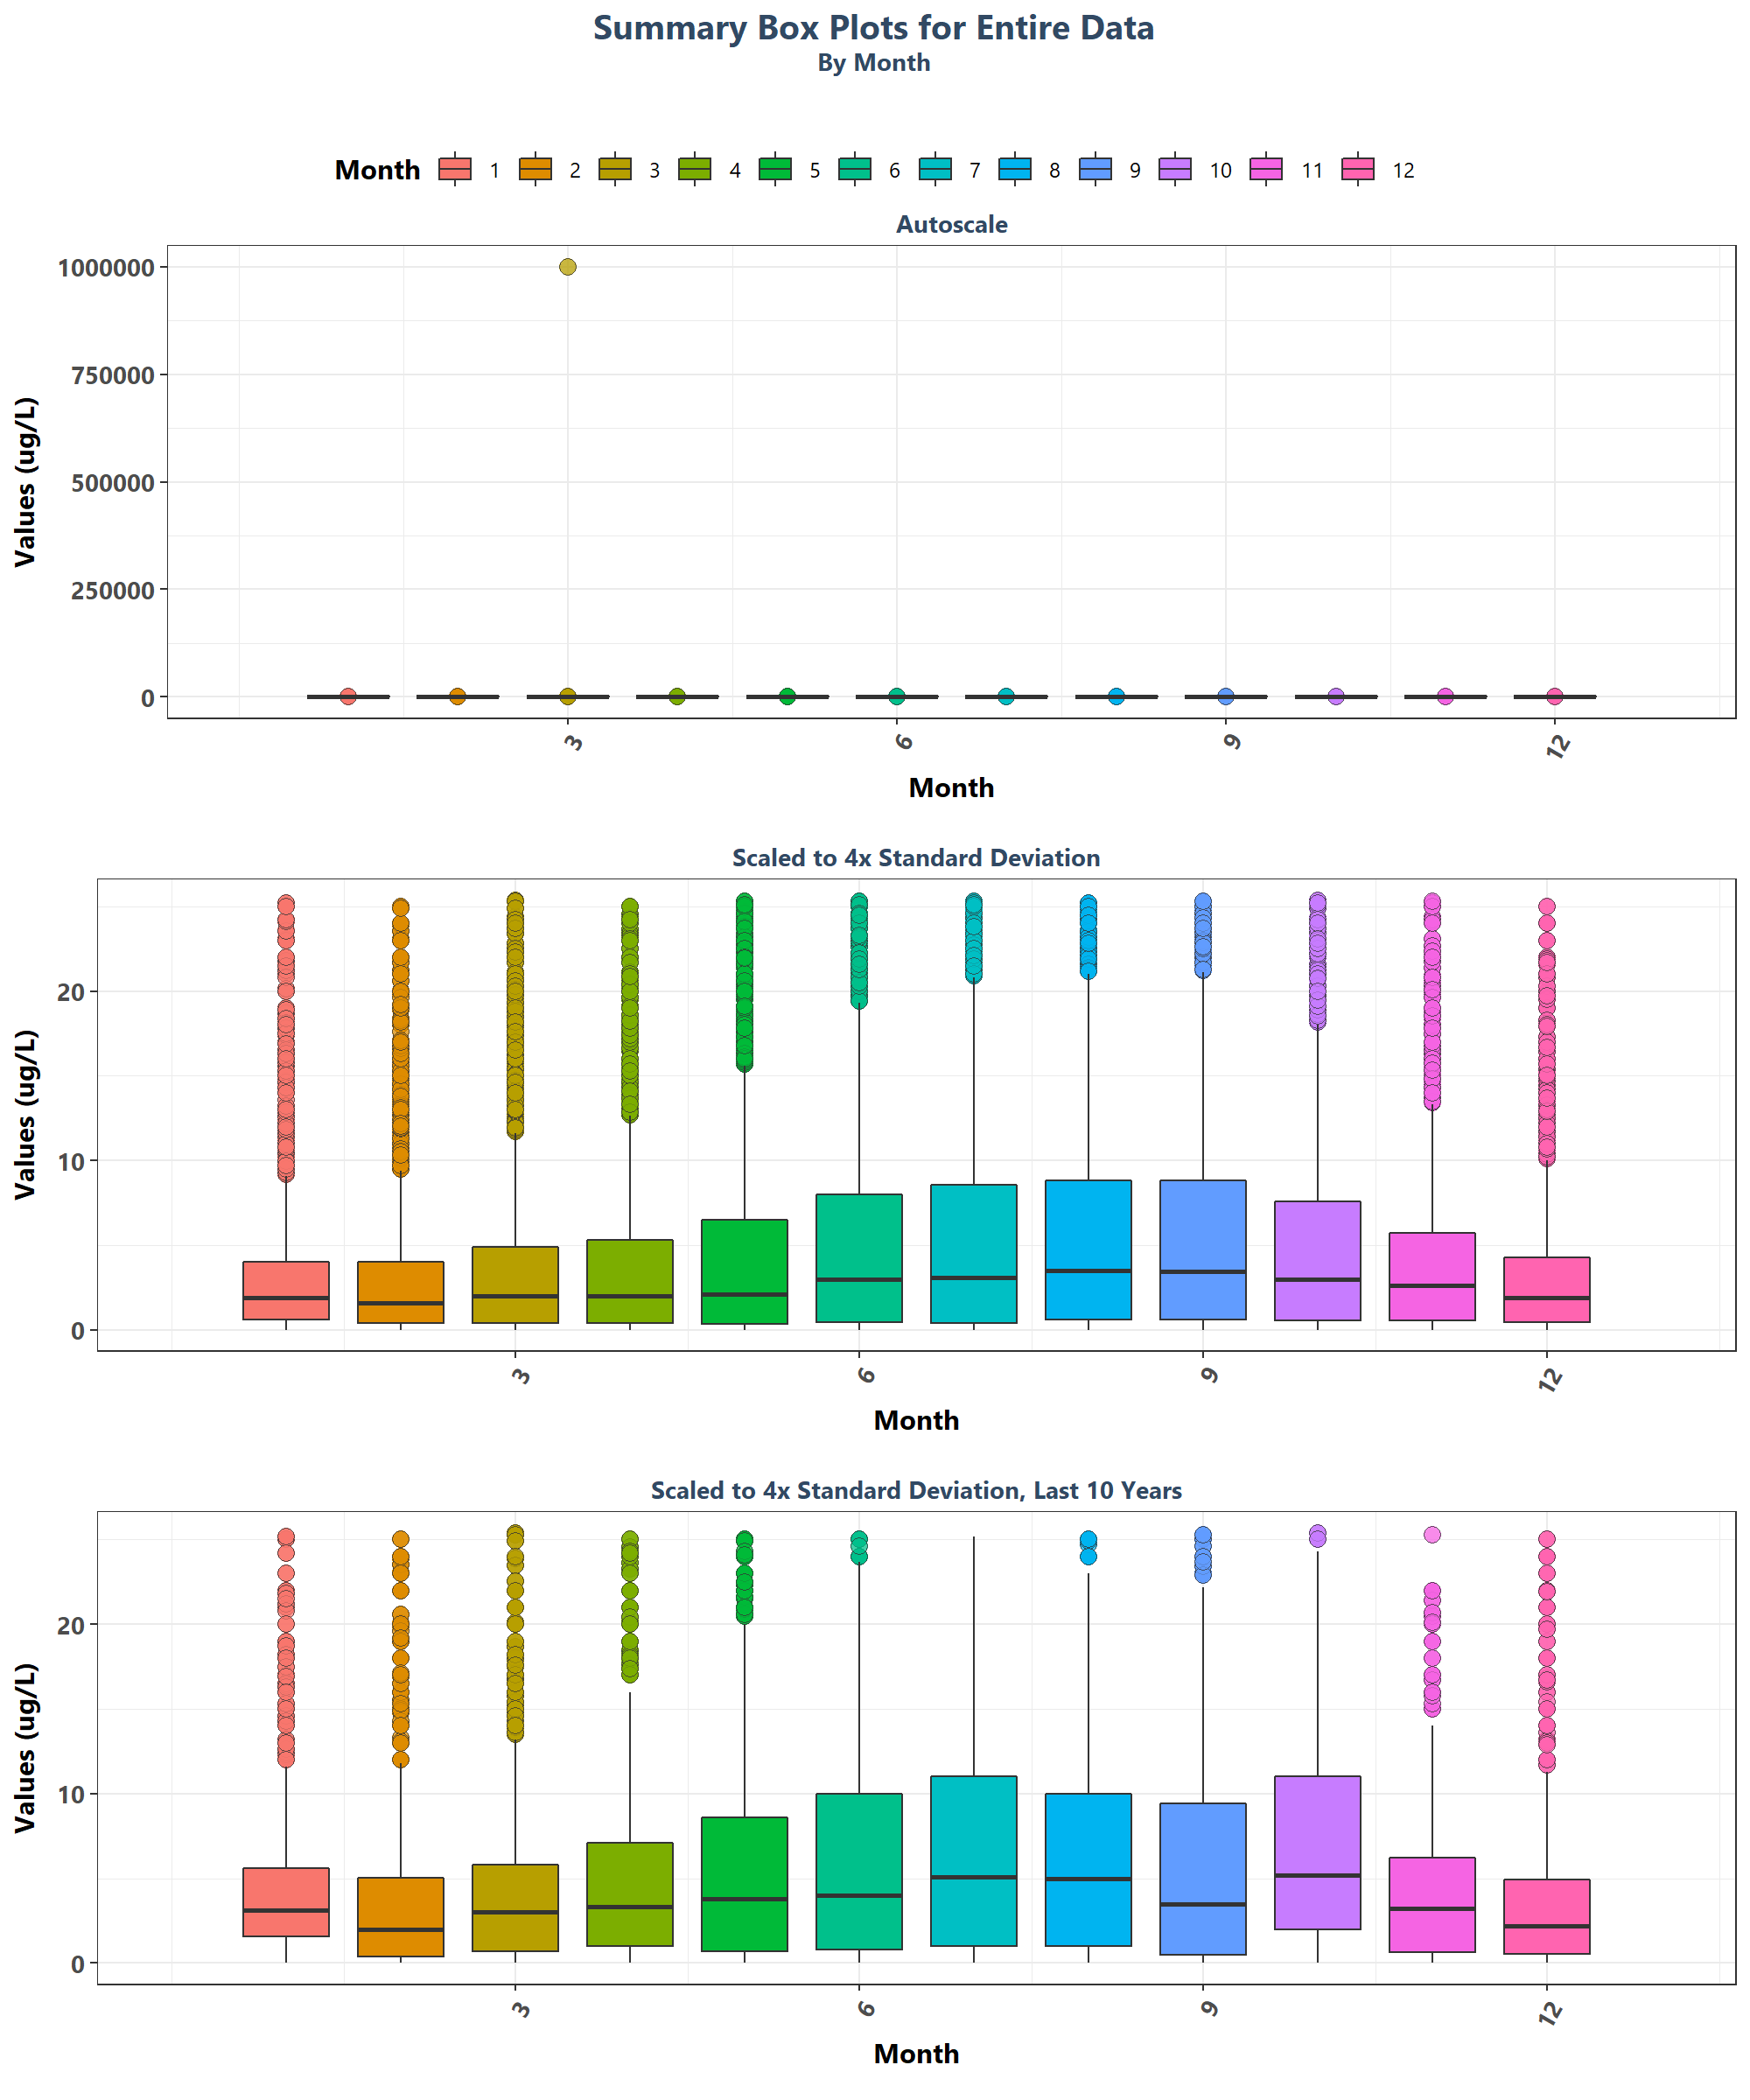 Summary Box Plots for Entire Data
By Month
Month 1 2 3 4 5 6 7 8 9 10 11 12
Autoscale
Values (ug/L)
1000000
750000
500000
250000
0
3 6 9 12
Month
Scaled to 4x Standard Deviation
Values (ug/L)
20
10
0
3 6 9 12
Month
Scaled to 4x Standard Deviation, Last 10 Years
Values (ug/L)
20
10
0
3 6 9 12
Month